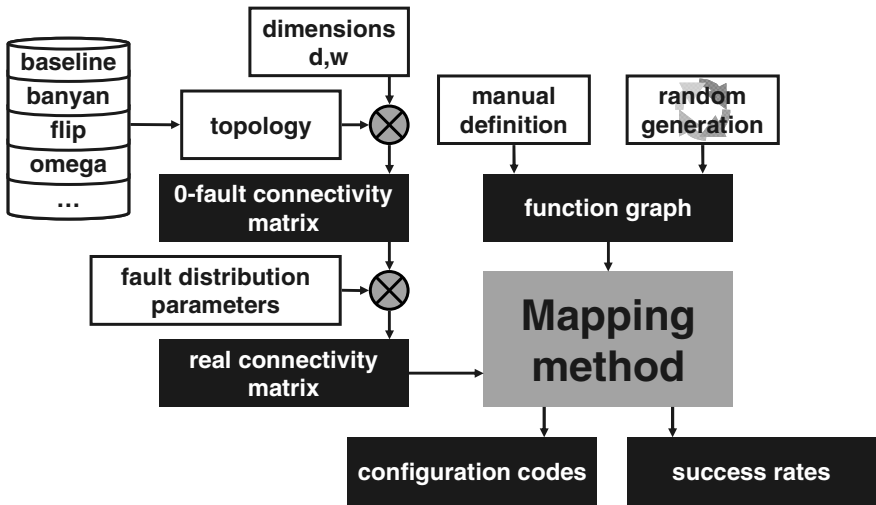 baseline
banyan
flip
omega
...
dimensions
d,w
topology
manual
definition
random
generation
0-fault connectivity
matrix
function graph
fault distribution
parameters
real connectivity
matrix
Mapping
method
configuration codes
success rates